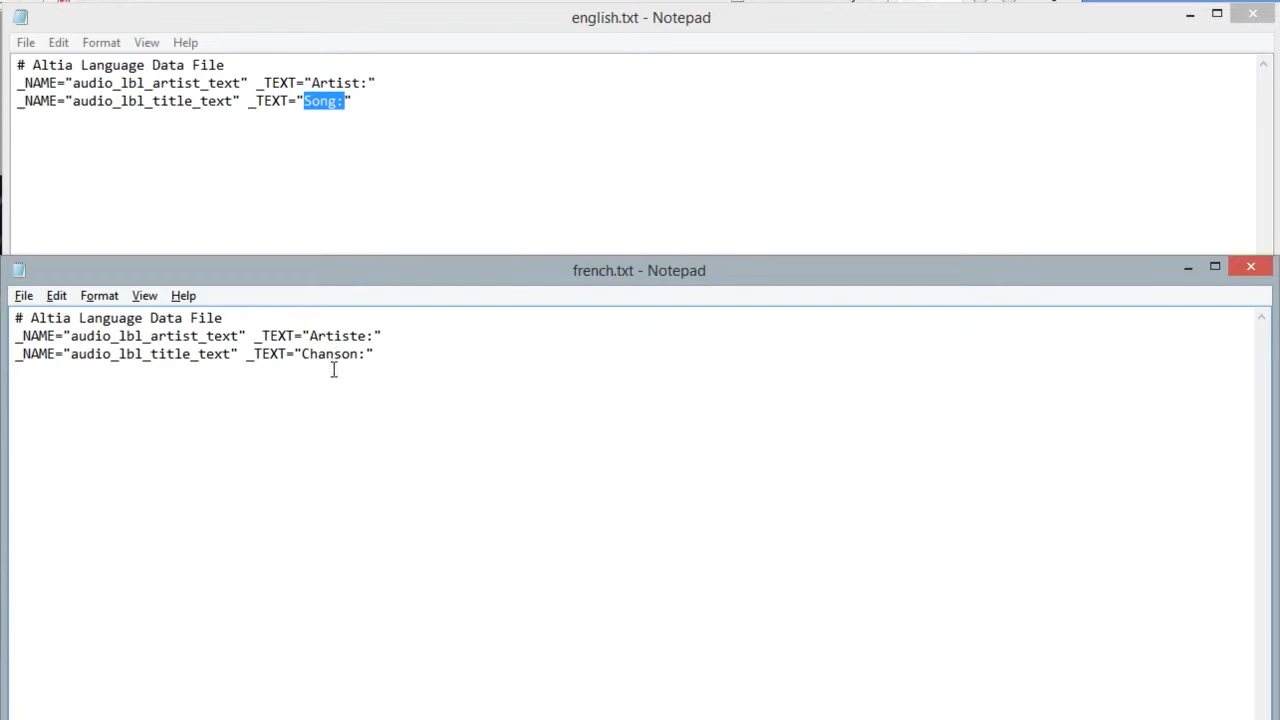 english.txt - Notepad
File Edit Format View Help
# Altia Language Data File
_NAME="audio_lbl_artist_text" _TEXT="Artist:"
_NAME="audio_lbl_title_text" _TEXT="Song:"
french.txt - Notepad
File Edit Format View Help
# Altia Language Data File
_NAME="audio_lbl_artist_text" _TEXT="Artiste:"
_NAME="audio_lbl_title_text" _TEXT="Chanson:"